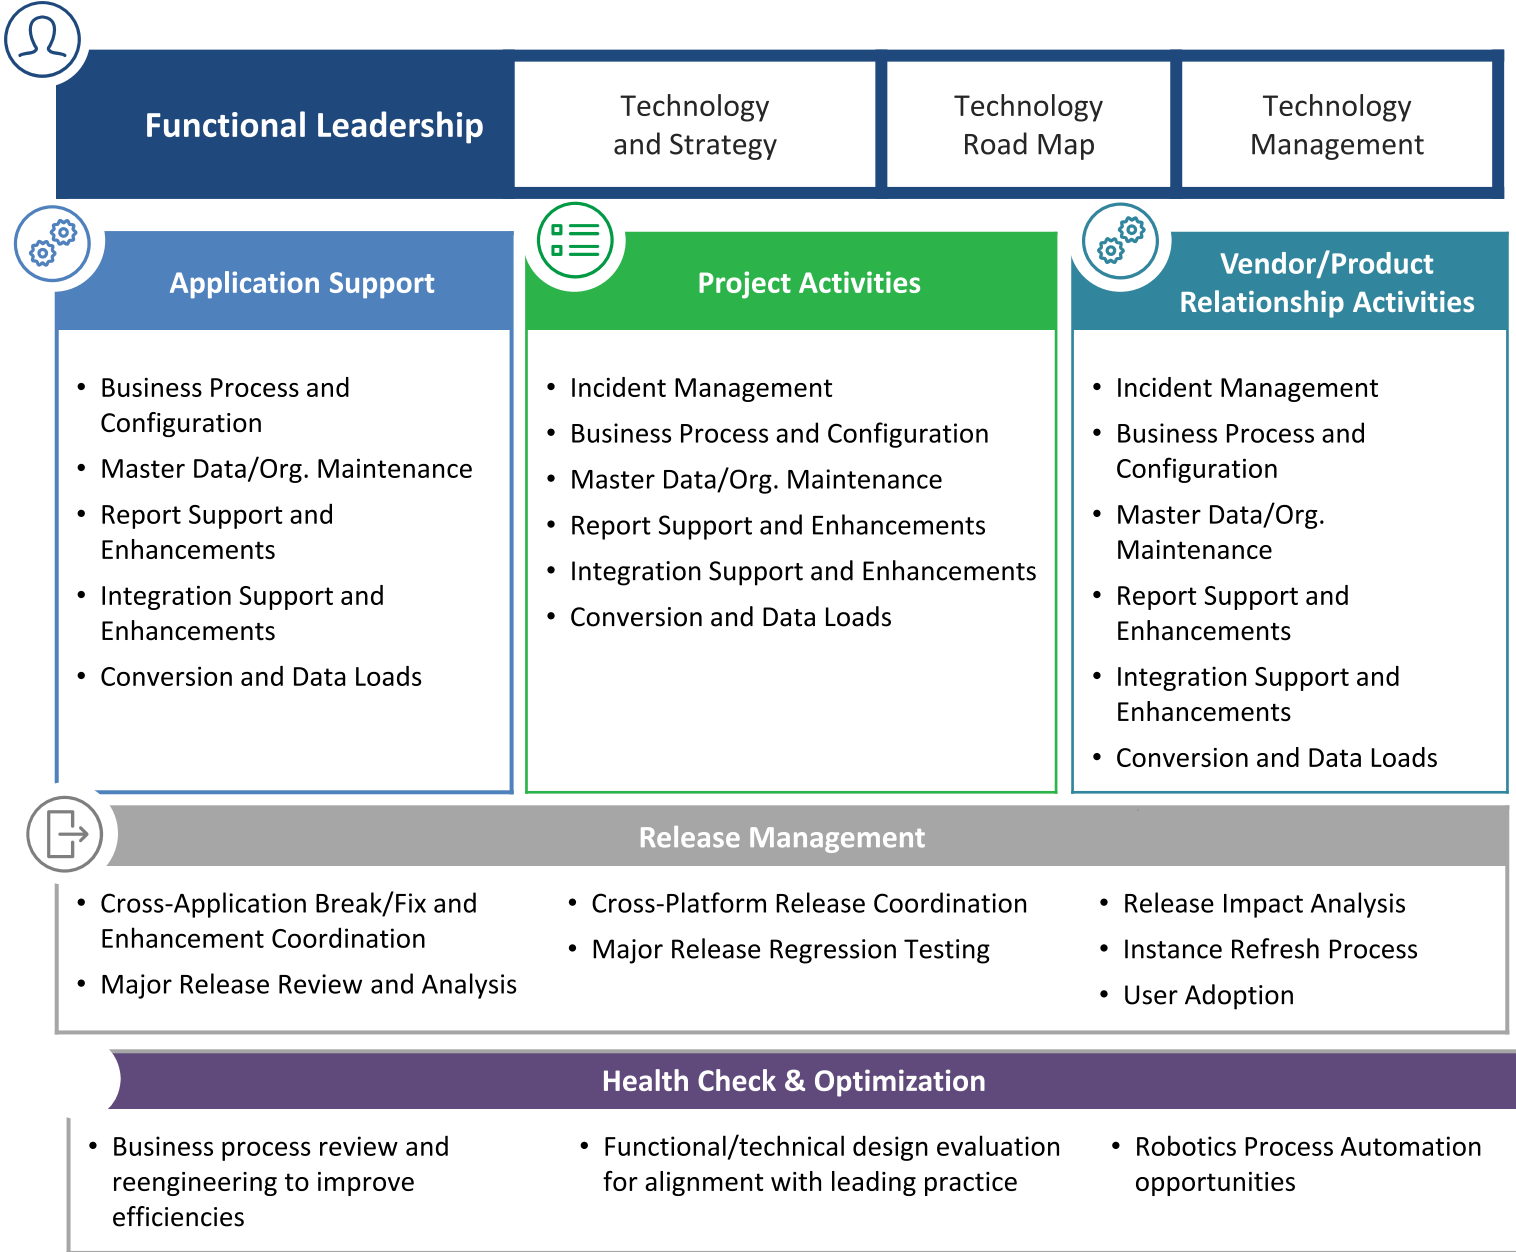 Functional Leadership
Technology
and Strategy
Technology
Road Map
Technology
Management
Application Support
• Business Process and
Configuration
• Master Data/Org. Maintenance
• Report Support and
Enhancements
• Integration Support and
Enhancements
• Conversion and Data Loads
Project Activities
• Incident Management
• Business Process and Configuration
• Master Data/Org. Maintenance
• Report Support and Enhancements
• Integration Support and Enhancements
• Conversion and Data Loads
Vendor/Product
Relationship Activities
• Incident Management
• Business Process and
Configuration
• Master Data/Org.
Maintenance
• Report Support and
Enhancements
• Integration Support and
Enhancements
• Conversion and Data Loads
Release Management
• Cross-Application Break/Fix and
Enhancement Coordination
• Major Release Review and Analysis
• Cross-Platform Release Coordination
• Major Release Regression Testing
• Release Impact Analysis
• Instance Refresh Process
• User Adoption
Health Check & Optimization
• Business process review and
reengineering to improve
efficiencies
• Functional/technical design evaluation
for alignment with leading practice
• Robotics Process Automation
opportunities